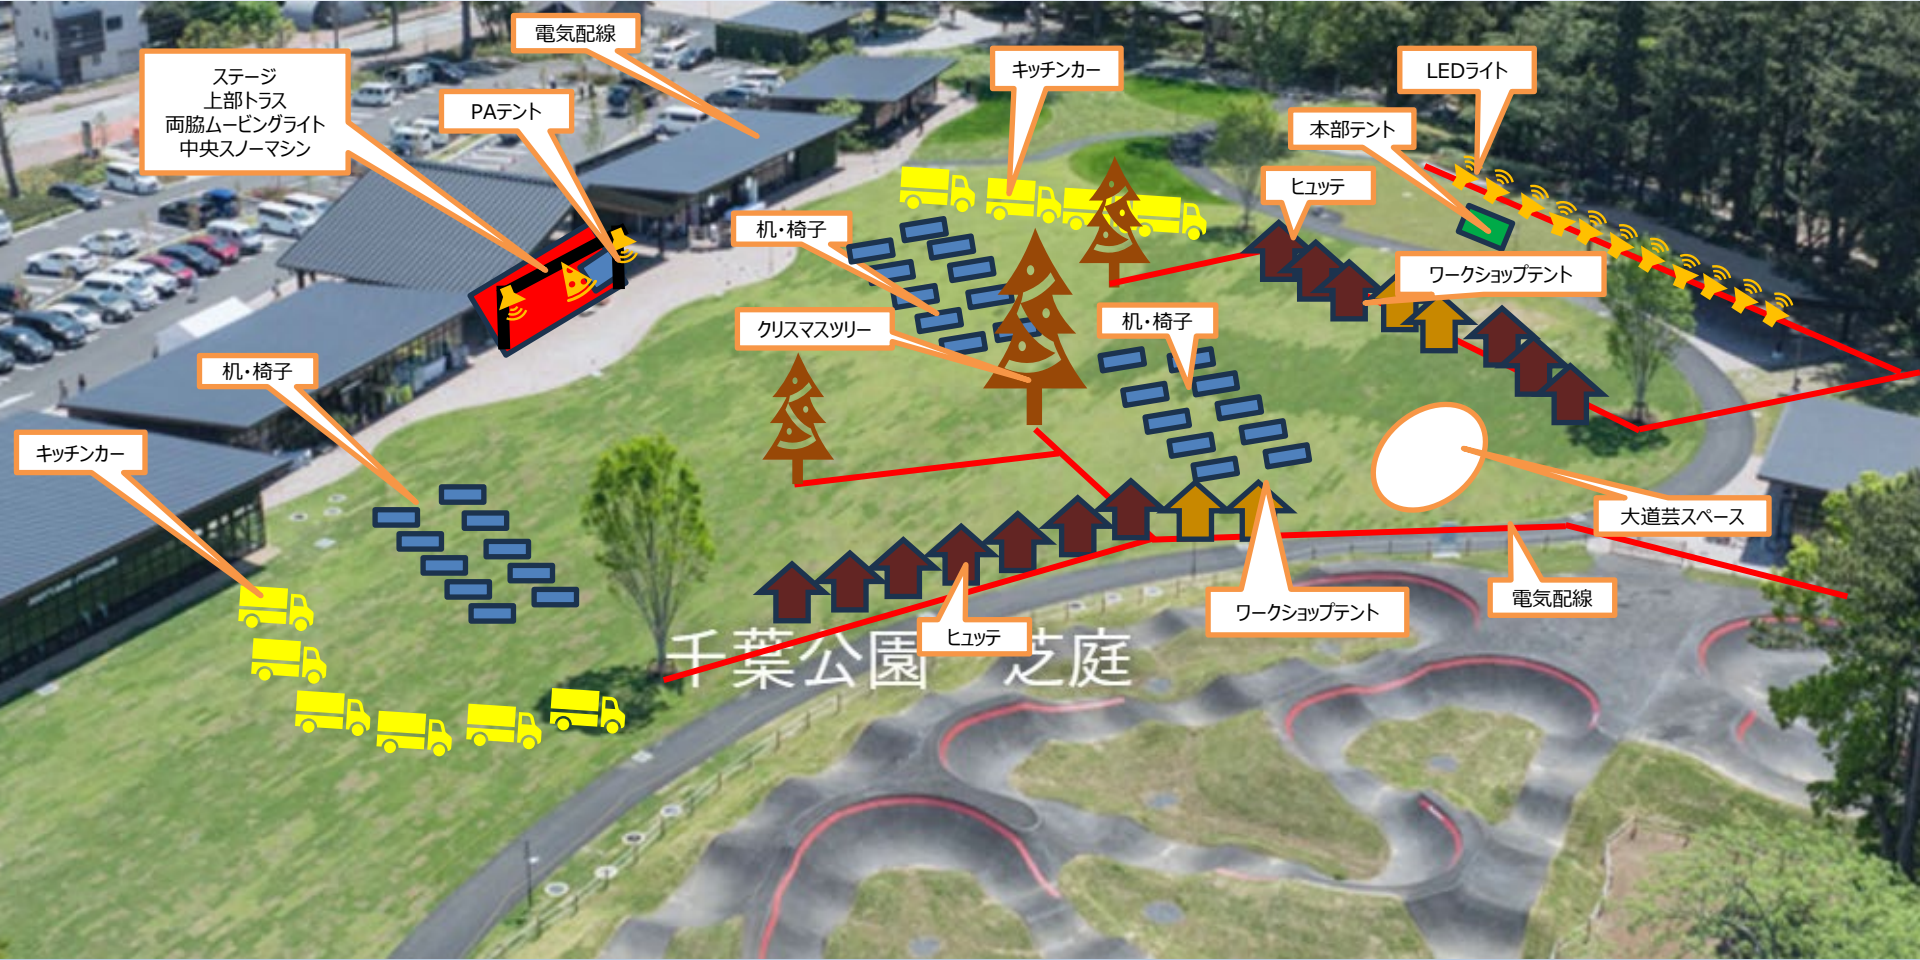 電気配線
ステージ
上部トラス
両脇ムービングライト
中央スノーマシン
PAテント
キッチンカー
LEDライト
本部テント
ヒュッテ
机・椅子
ワークショップテント
クリスマスツリー
机・椅子
机・椅子
キッチンカー
大道芸スペース
電気配線
ワークショップテント
ヒュッテ
千葉公園　芝庭